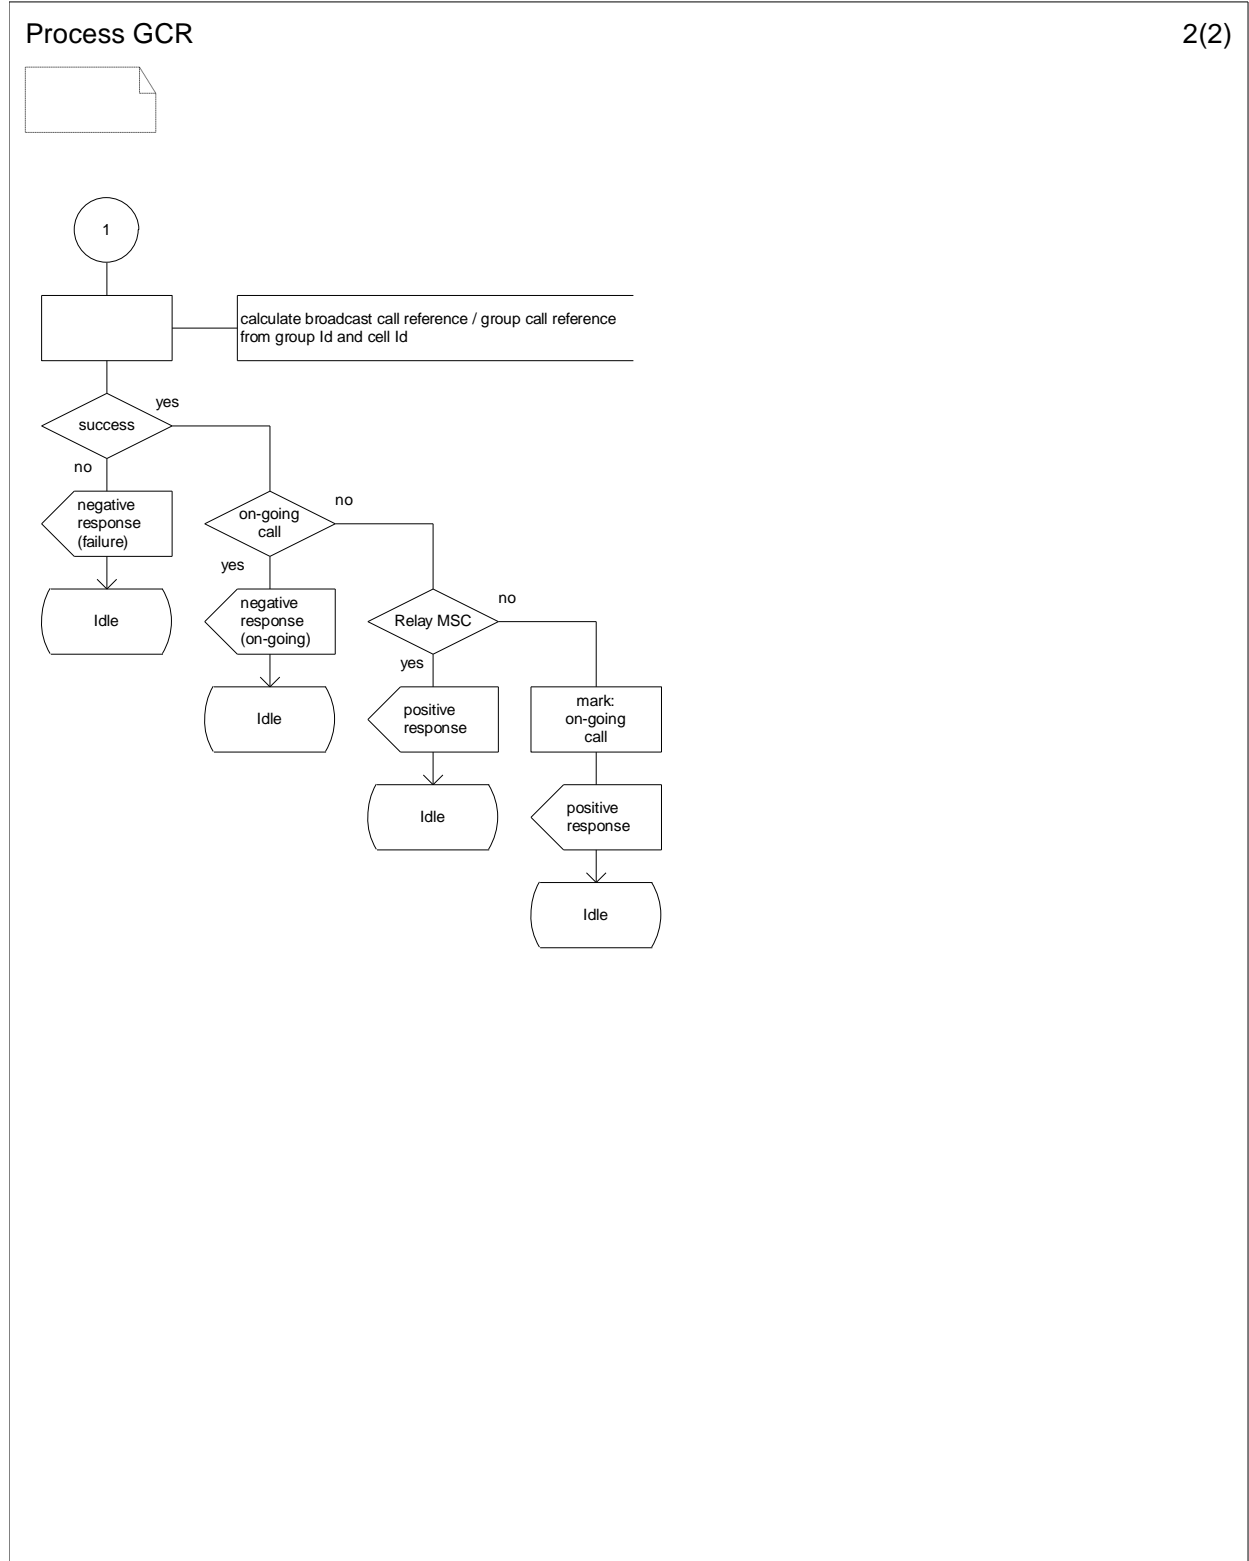 Process GCR
2(2)
1
calculate broadcast call reference / group call reference
from group Id and cell Id
yes
success
no
negative
response
(failure)
Idle
on-going
call
no
yes
negative
response
(on-going)
Idle
Relay MSC
no
yes
positive
response
Idle
mark:
on-going
call
positive
response
Idle